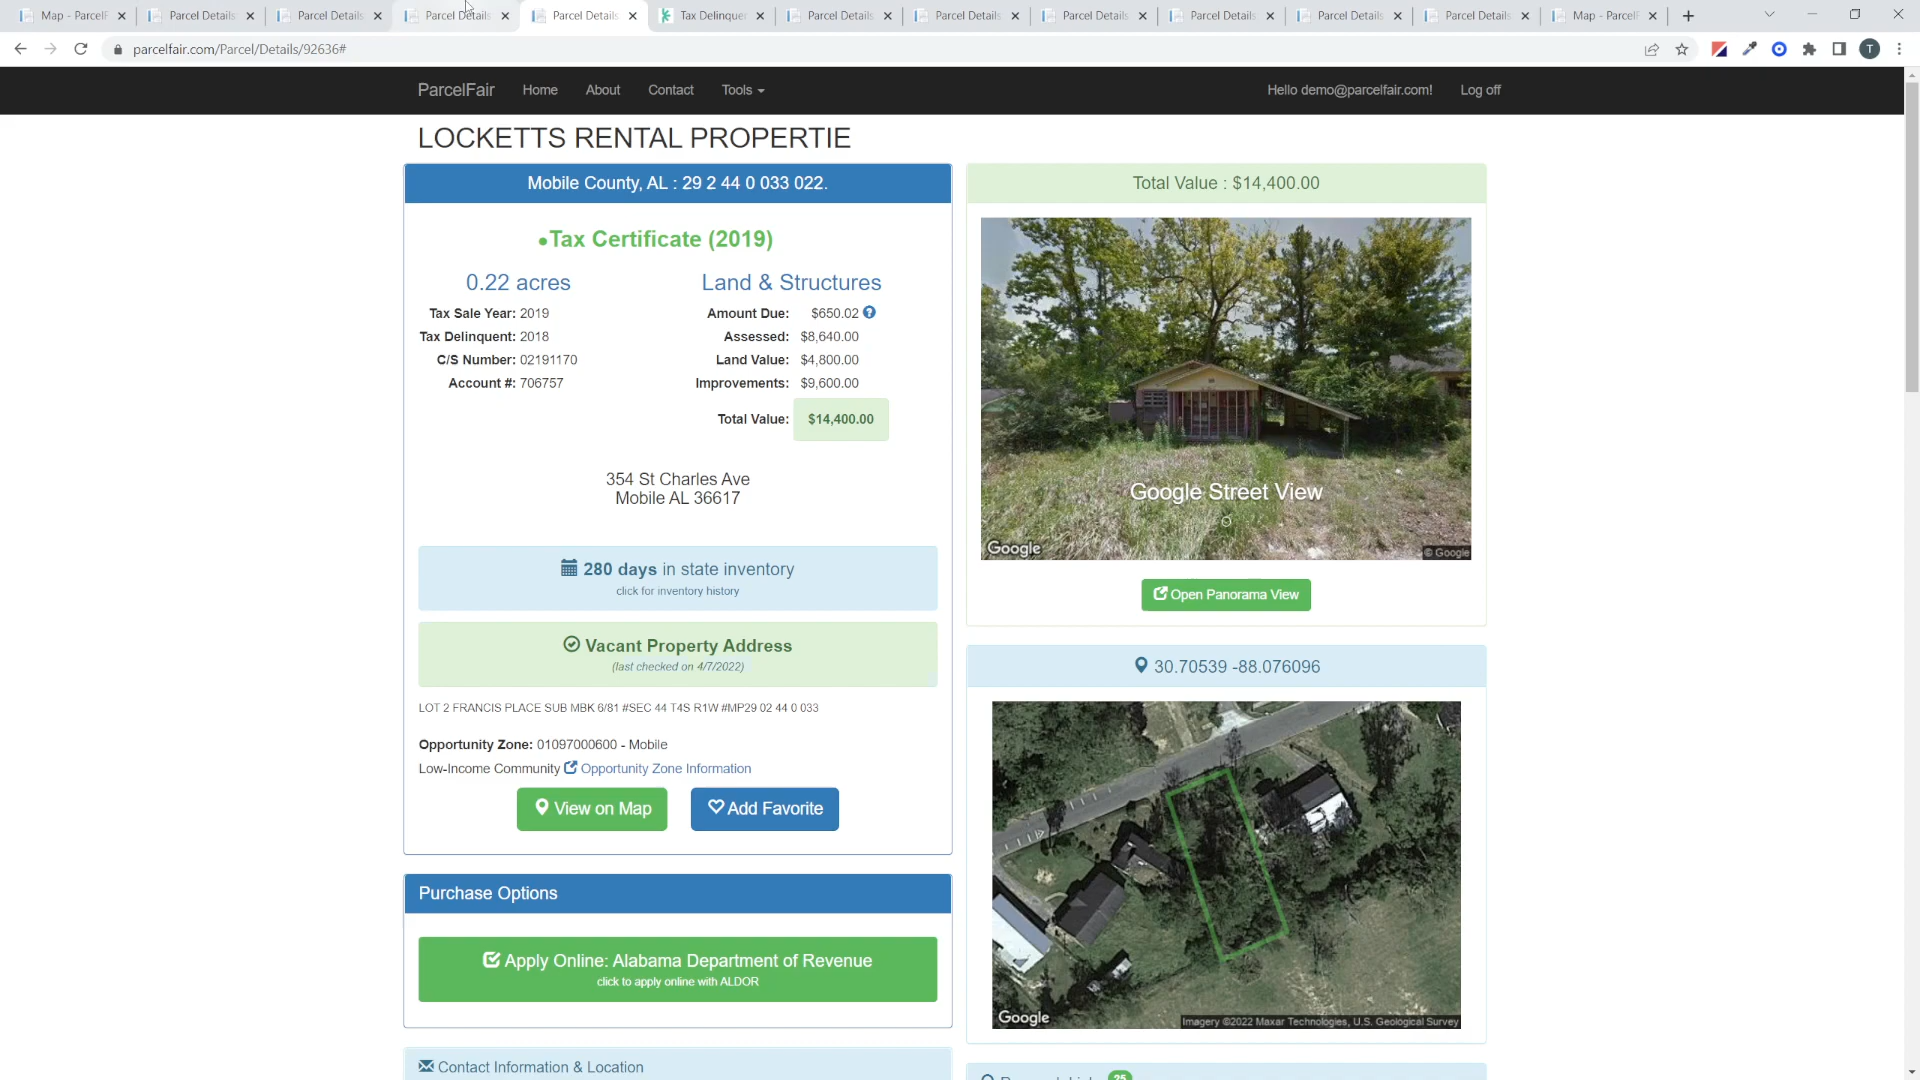 Map - ParcelF
Parcel Details
Parcel Details
Parcel Details
Parcel Details
Tax Delinquen
Parcel Details
Parcel Details
Parcel Details
Parcel Details
Parcel Details
Parcel Details
Map - ParcelF
parcelfair.com/Parcel/Details/92636#
T
ParcelFair Home About Contact Tools
Hello demo@parcelfair.com! Log off
LOCKETTS RENTAL PROPERTIE
Mobile County, AL : 29 2 44 0 033 022.
•Tax Certificate (2019)
0.22 acres
Tax Sale Year: 2019
Tax Delinquent: 2018
C/S Number: 02191170
Account #: 706757
Land & Structures
Amount Due: $650.02
Assessed: $8,640.00
Land Value: $4,800.00
Improvements: $9,600.00
Total Value: $14,400.00
354 St Charles Ave
Mobile AL 36617
280 days in state inventory
click for inventory history
Vacant Property Address
(last checked on 4/7/2022)
LOT 2 FRANCIS PLACE SUB MBK 6/81 #SEC 44 T4S R1W #MP29 02 44 0 033
Opportunity Zone: 01097000600 - Mobile
Low-Income Community Opportunity Zone Information
View on Map
Add Favorite
Purchase Options
Apply Online: Alabama Department of Revenue
click to apply online with ALDOR
Contact Information & Location
Total Value : $14,400.00
Google Street View
Google
© Google
Open Panorama View
30.70539 -88.076096
Google
Imagery ©2022 Maxar Technologies, U.S. Geological Survey
25